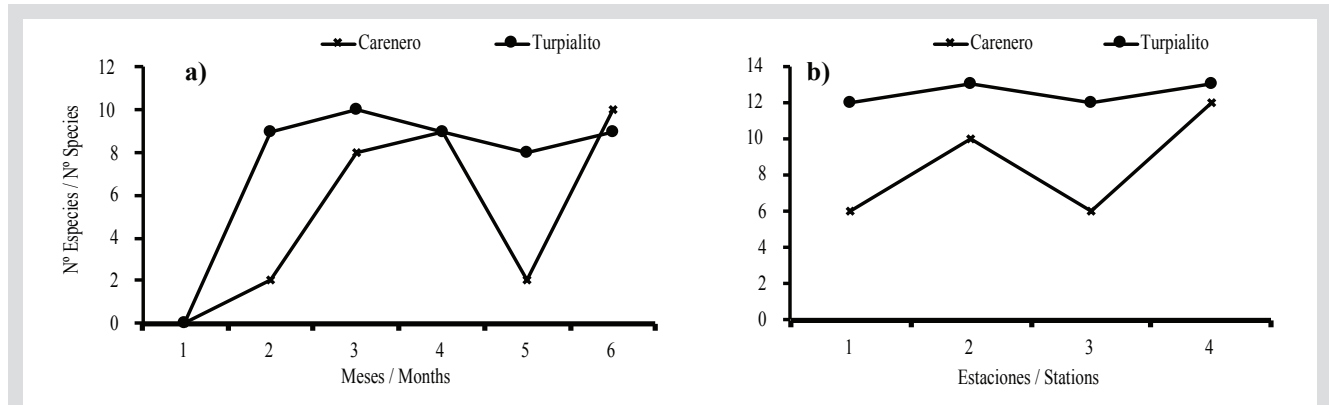 Carenero Turpialito
a)
12
10
8
6
4
2
0
1 2 3 4 5 6
Nº Especies / Nº Species
Meses / Months
Carenero Turpialito
b)
14
12
10
8
6
4
2
0
1 2 3 4
Estaciones / Stations